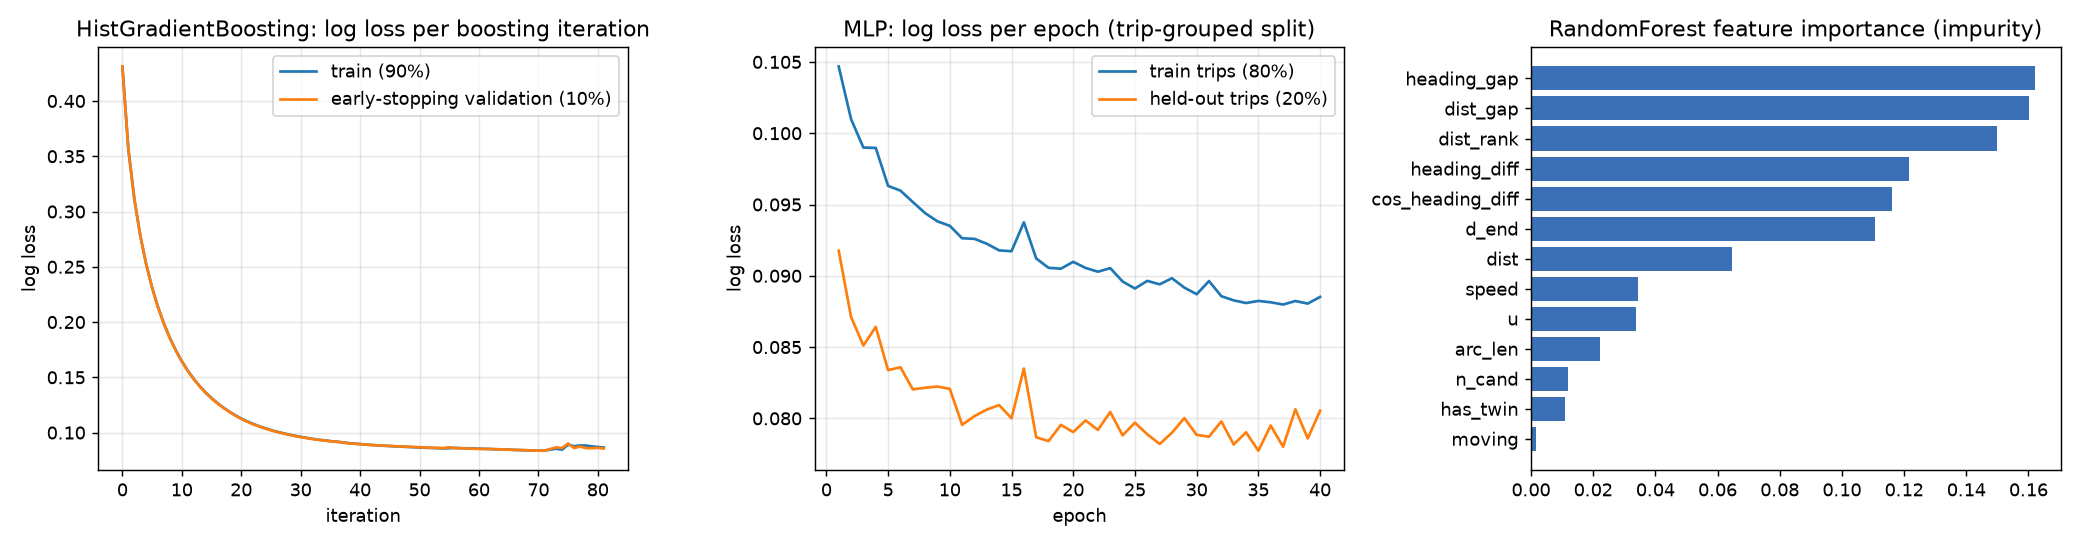 HistGradientBoosting: log loss per boosting iteration
train (90%)
early-stopping validation (10%)
log loss
0.40
0.35
0.30
0.25
0.20
0.15
0.10
0 10 20 30 40 50 60 70 80
iteration
MLP: log loss per epoch (trip-grouped split)
train trips (80%)
held-out trips (20%)
log loss
0.105
0.100
0.095
0.090
0.085
0.080
0 5 10 15 20 25 30 35 40
epoch
RandomForest feature importance (impurity)
heading_gap
dist_gap
dist_rank
heading_diff
cos_heading_diff
d_end
dist
speed
u
arc_len
n_cand
has_twin
moving
0.00 0.02 0.04 0.06 0.08 0.10 0.12 0.14 0.16